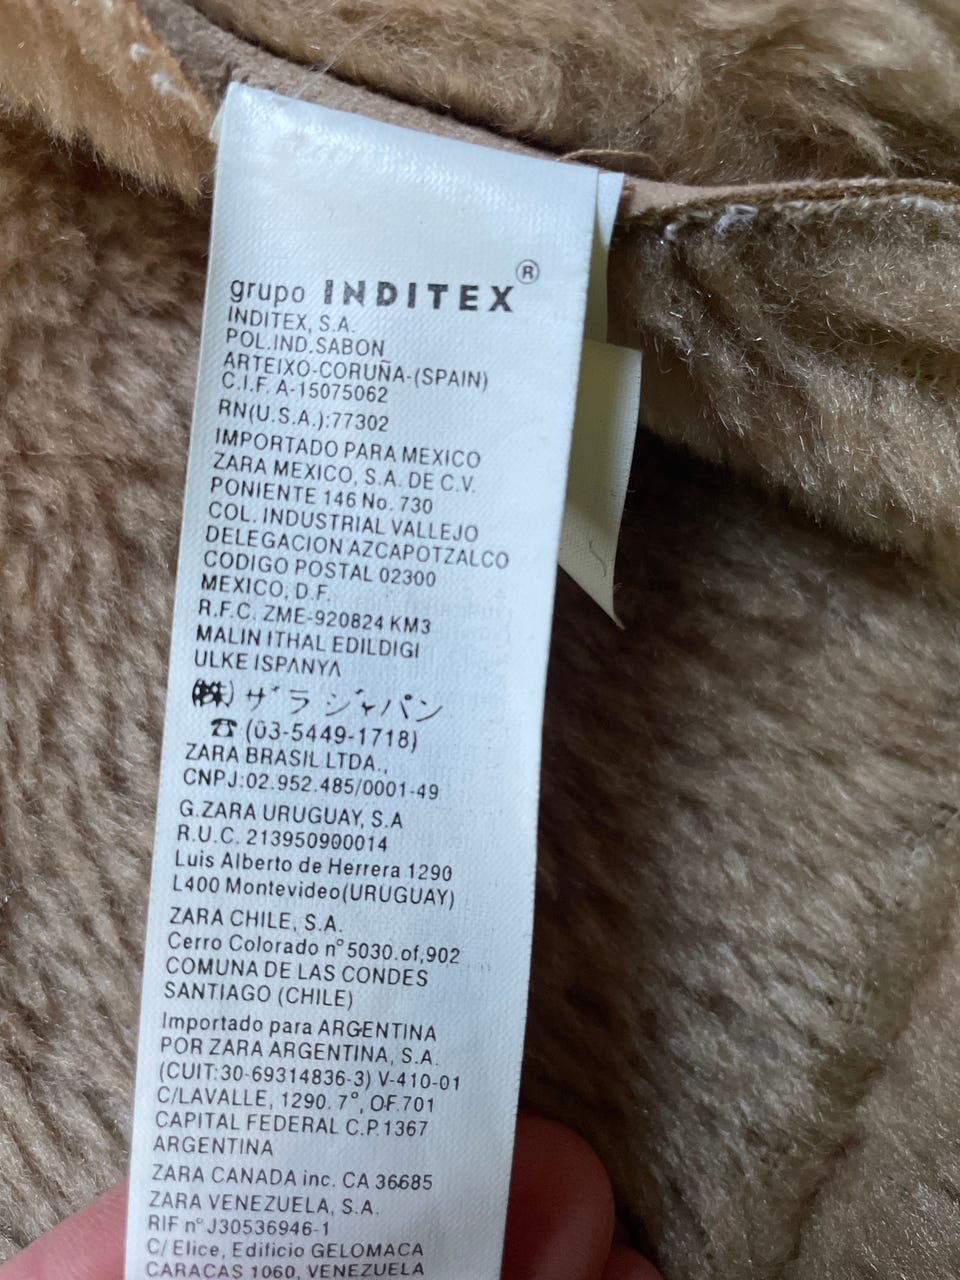 grupo INDITEX®
INDITEX, S.A.
POL.IND.SABON
ARTEIXO-CORUÑA-(SPAIN)
C.I.F. A-15075062
RN(U.S.A.):77302
IMPORTADO PARA MEXICO
ZARA MEXICO, S.A. DE C.V.
PONIENTE 146 No. 730
COL. INDUSTRIAL VALLEJO
DELEGACION AZCAPOTZALCO
CODIGO POSTAL 02300
MEXICO, D.F.
R.F.C. ZME-920824 KM3
MALIN ITHAL EDILDIGI
ULKE ISPANYA
(株) ザラ ジャパン
☎ (03-5449-1718)
ZARA BRASIL LTDA.,
CNPJ:02.952.485/0001-49
G.ZARA URUGUAY, S.A
R.U.C. 213950900014
Luis Alberto de Herrera 1290
L400 Montevideo(URUGUAY)
ZARA CHILE, S.A.
Cerro Colorado nº 5030.of,902
COMUNA DE LAS CONDES
SANTIAGO (CHILE)
Importado para ARGENTINA
POR ZARA ARGENTINA, S.A.
(CUIT:30-69314836-3) V-410-01
C/LAVALLE, 1290. 7°, OF.701
CAPITAL FEDERAL C.P.1367
ARGENTINA
ZARA CANADA inc. CA 36685
ZARA VENEZUELA, S.A.
RIF nº J30536946-1
C/ Elice, Edificio GELOMACA
CARACAS 1060, VENEZUELA